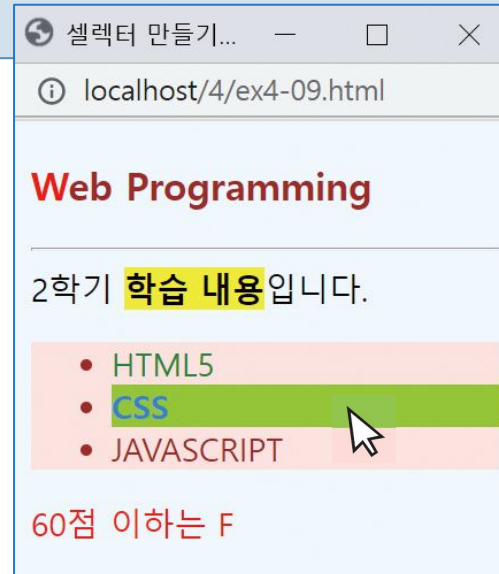 셀렉터 만들기...
localhost/4/ex4-09.html
Web Programming
2학기 학습 내용입니다.
• HTML5
• CSS
• JAVASCRIPT
60점 이하는 F